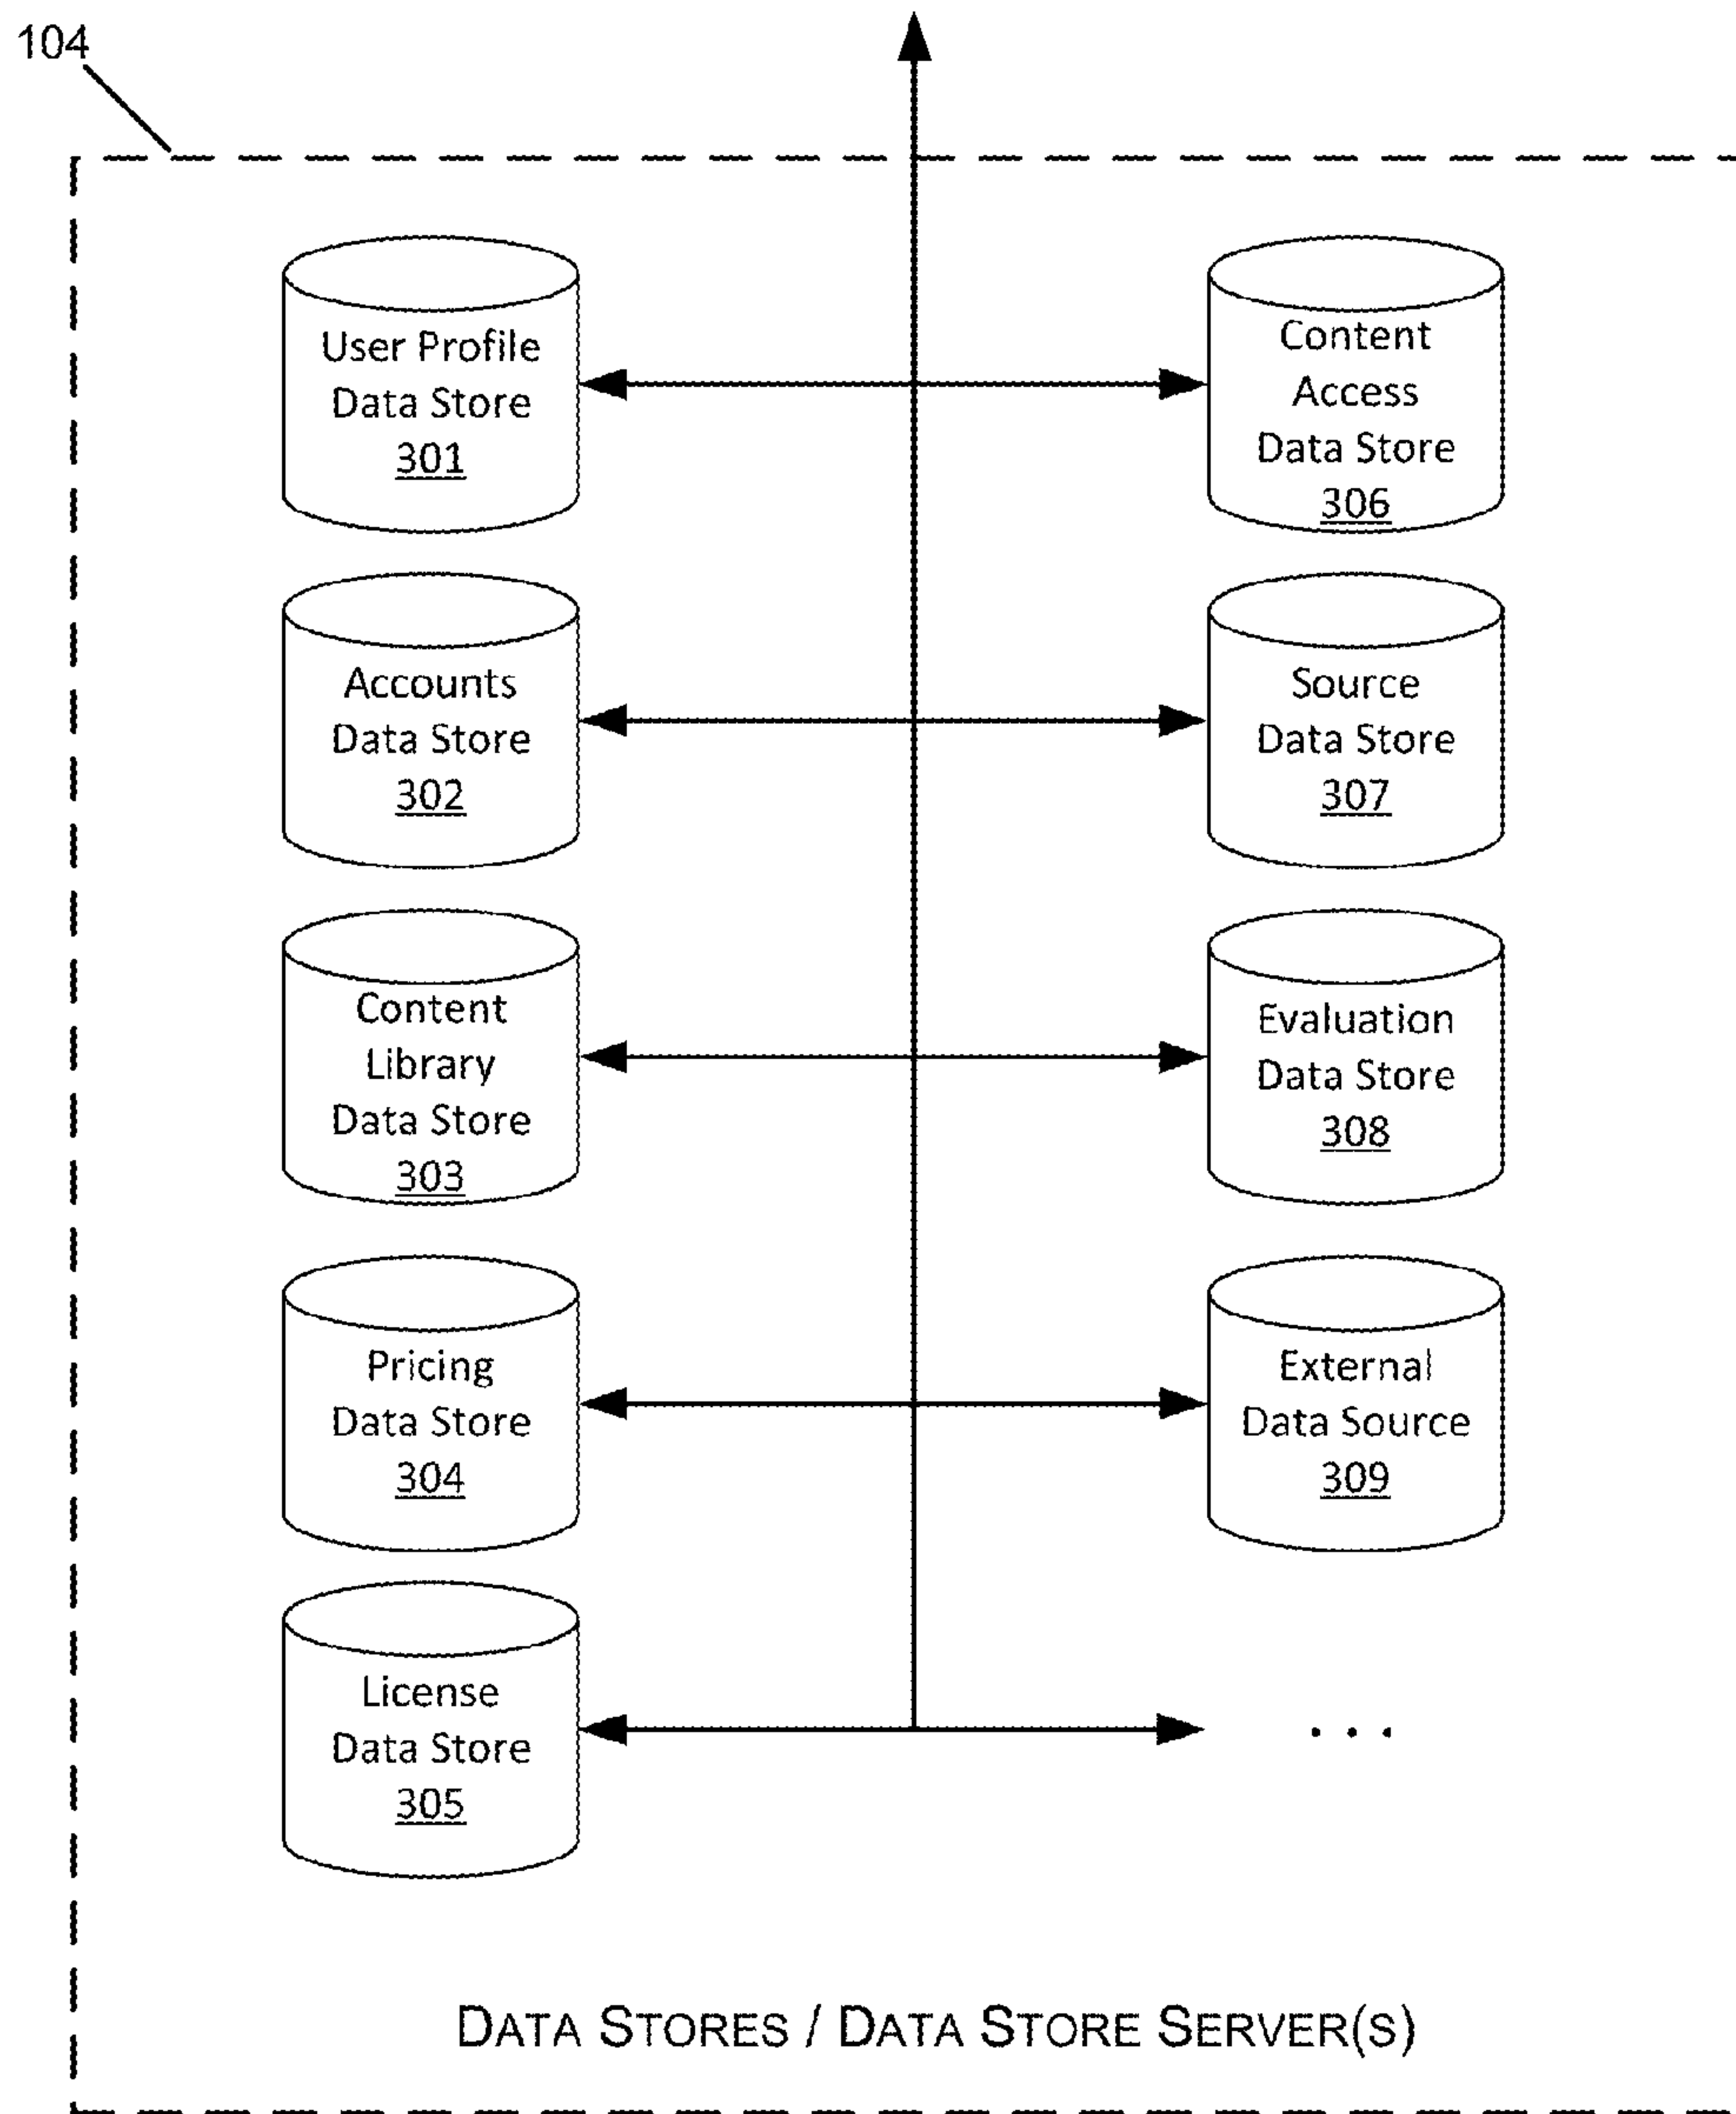 104
User Profile
Data Store
301
Content
Access
Data Store
306
Accounts
Data Store
302
Source
Data Store
307
Content
Library
Data Store
303
Evaluation
Data Store
308
Pricing
Data Store
304
External
Data Source
309
License
Data Store
305
...
DATA STORES / DATA STORE SERVER(S)